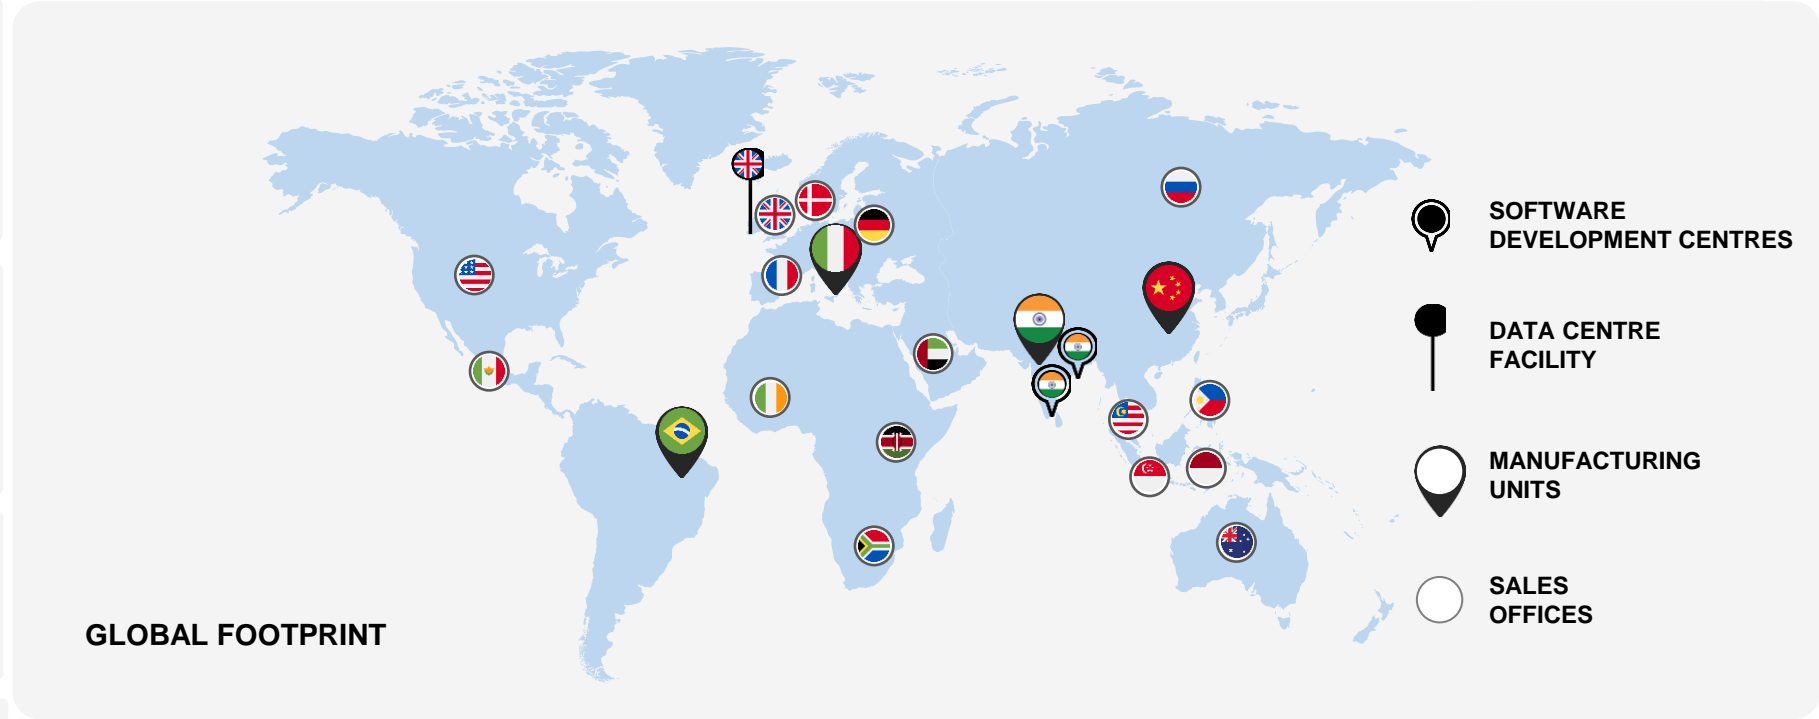 SOFTWARE
DEVELOPMENT CENTRES
DATA CENTRE
FACILITY
MANUFACTURING
UNITS
SALES
OFFICES
GLOBAL FOOTPRINT